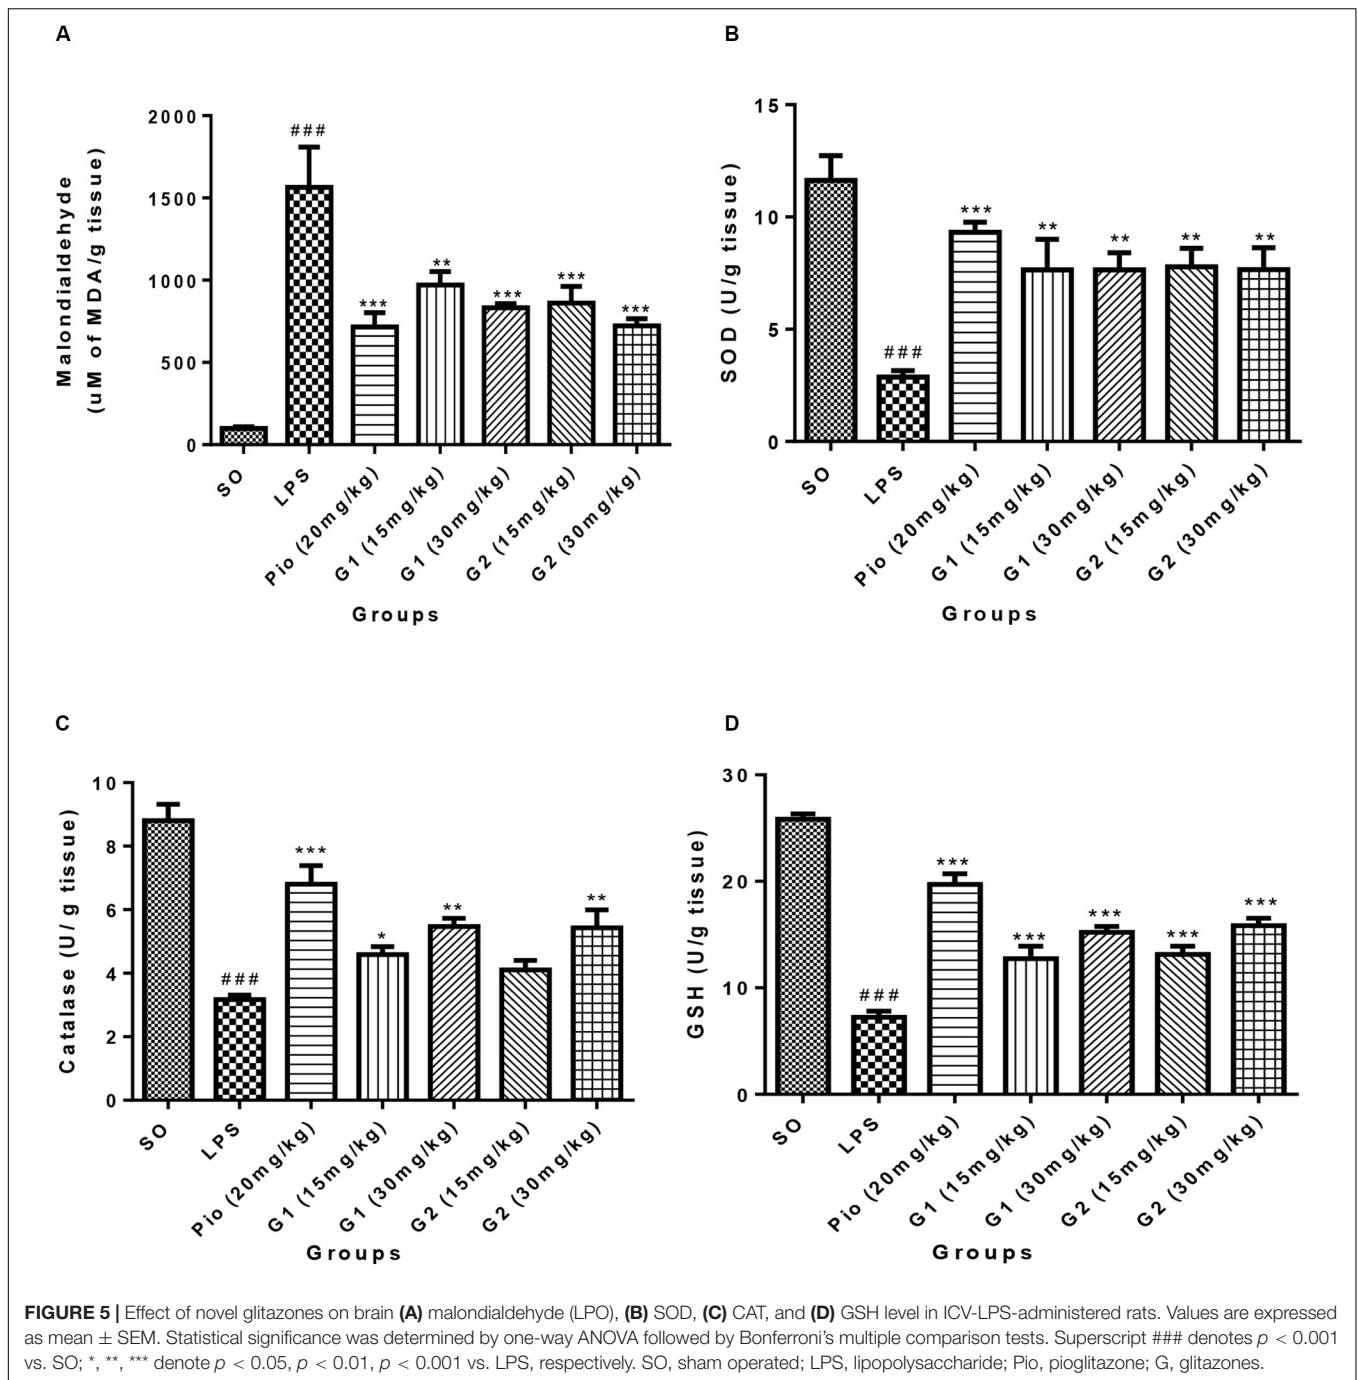 A
2000
1500
1000
500
0
Malondialdehyde
(uM of MDA/g tissue)
###
***
**
***
***
***
SO
LPS
Pio (20mg/kg)
G1 (15mg/kg)
G1 (30mg/kg)
G2 (15mg/kg)
G2 (30mg/kg)
Groups
B
15
10
5
0
SOD (U/g tissue)
###
***
**
**
**
**
SO
LPS
Pio (20mg/kg)
G1 (15mg/kg)
G1 (30mg/kg)
G2 (15mg/kg)
G2 (30mg/kg)
Groups
C
10
8
6
4
2
0
Catalase (U/ g tissue)
###
***
*
**
**
SO
LPS
Pio (20mg/kg)
G1 (15mg/kg)
G1 (30mg/kg)
G2 (15mg/kg)
G2 (30mg/kg)
Groups
D
30
20
10
0
GSH (U/g tissue)
###
***
***
***
***
***
SO
LPS
Pio (20mg/kg)
G1 (15mg/kg)
G1 (30mg/kg)
G2 (15mg/kg)
G2 (30mg/kg)
Groups
FIGURE 5 | Effect of novel glitazones on brain (A) malondialdehyde (LPO), (B) SOD, (C) CAT, and (D) GSH level in ICV-LPS-administered rats. Values are expressed
as mean ± SEM. Statistical significance was determined by one-way ANOVA followed by Bonferroni's multiple comparison tests. Superscript ### denotes p < 0.001
vs. SO; *, **, *** denote p < 0.05, p < 0.01, p < 0.001 vs. LPS, respectively. SO, sham operated; LPS, lipopolysaccharide; Pio, pioglitazone; G, glitazones.